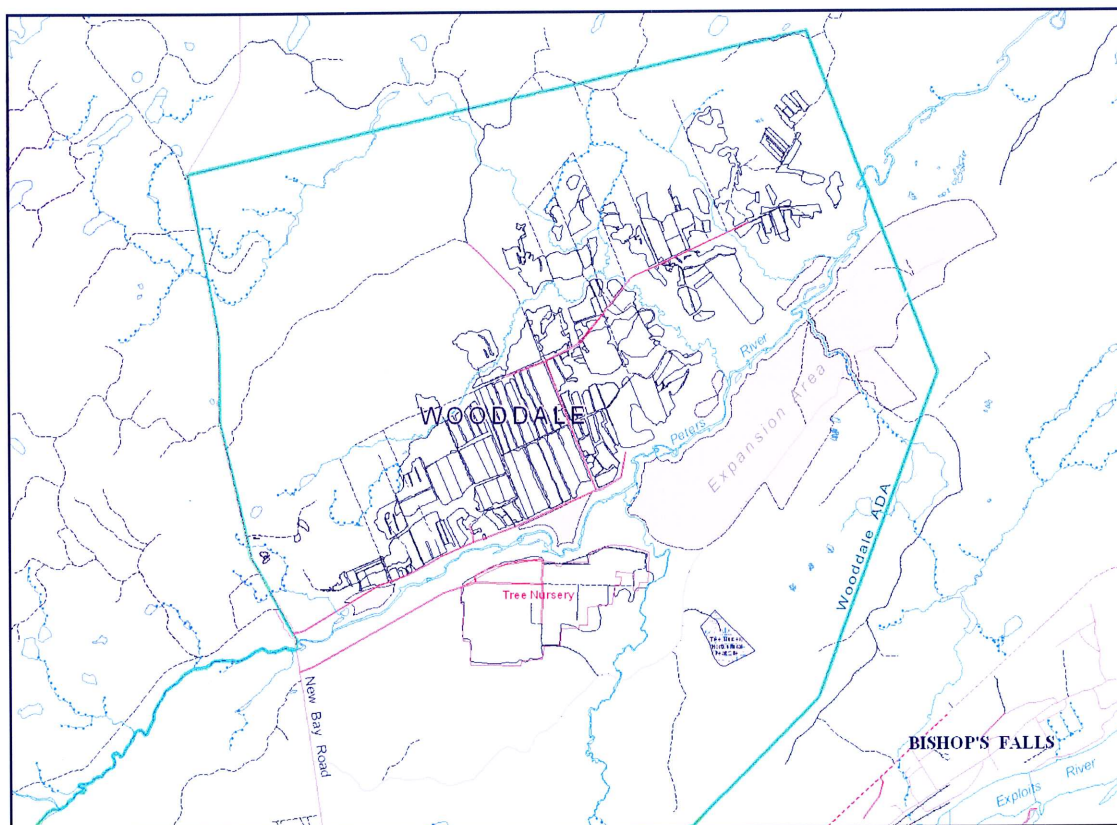 WOODDALE
Peters River
Expansion Area
Wooddale ADA
Tree Nursery
New Bay Road
BISHOP'S FALLS
Exploits River